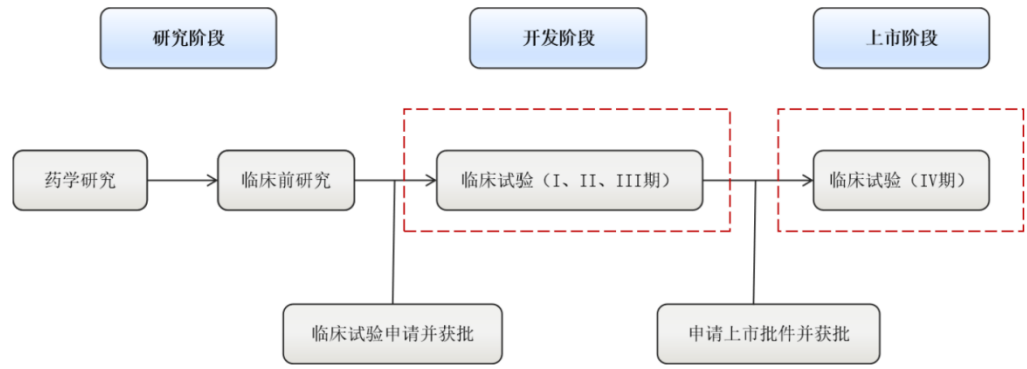 研究阶段
开发阶段
上市阶段
药学研究
临床前研究
临床试验（I、II、III期）
临床试验（IV期）
临床试验申请并获批
申请上市批件并获批